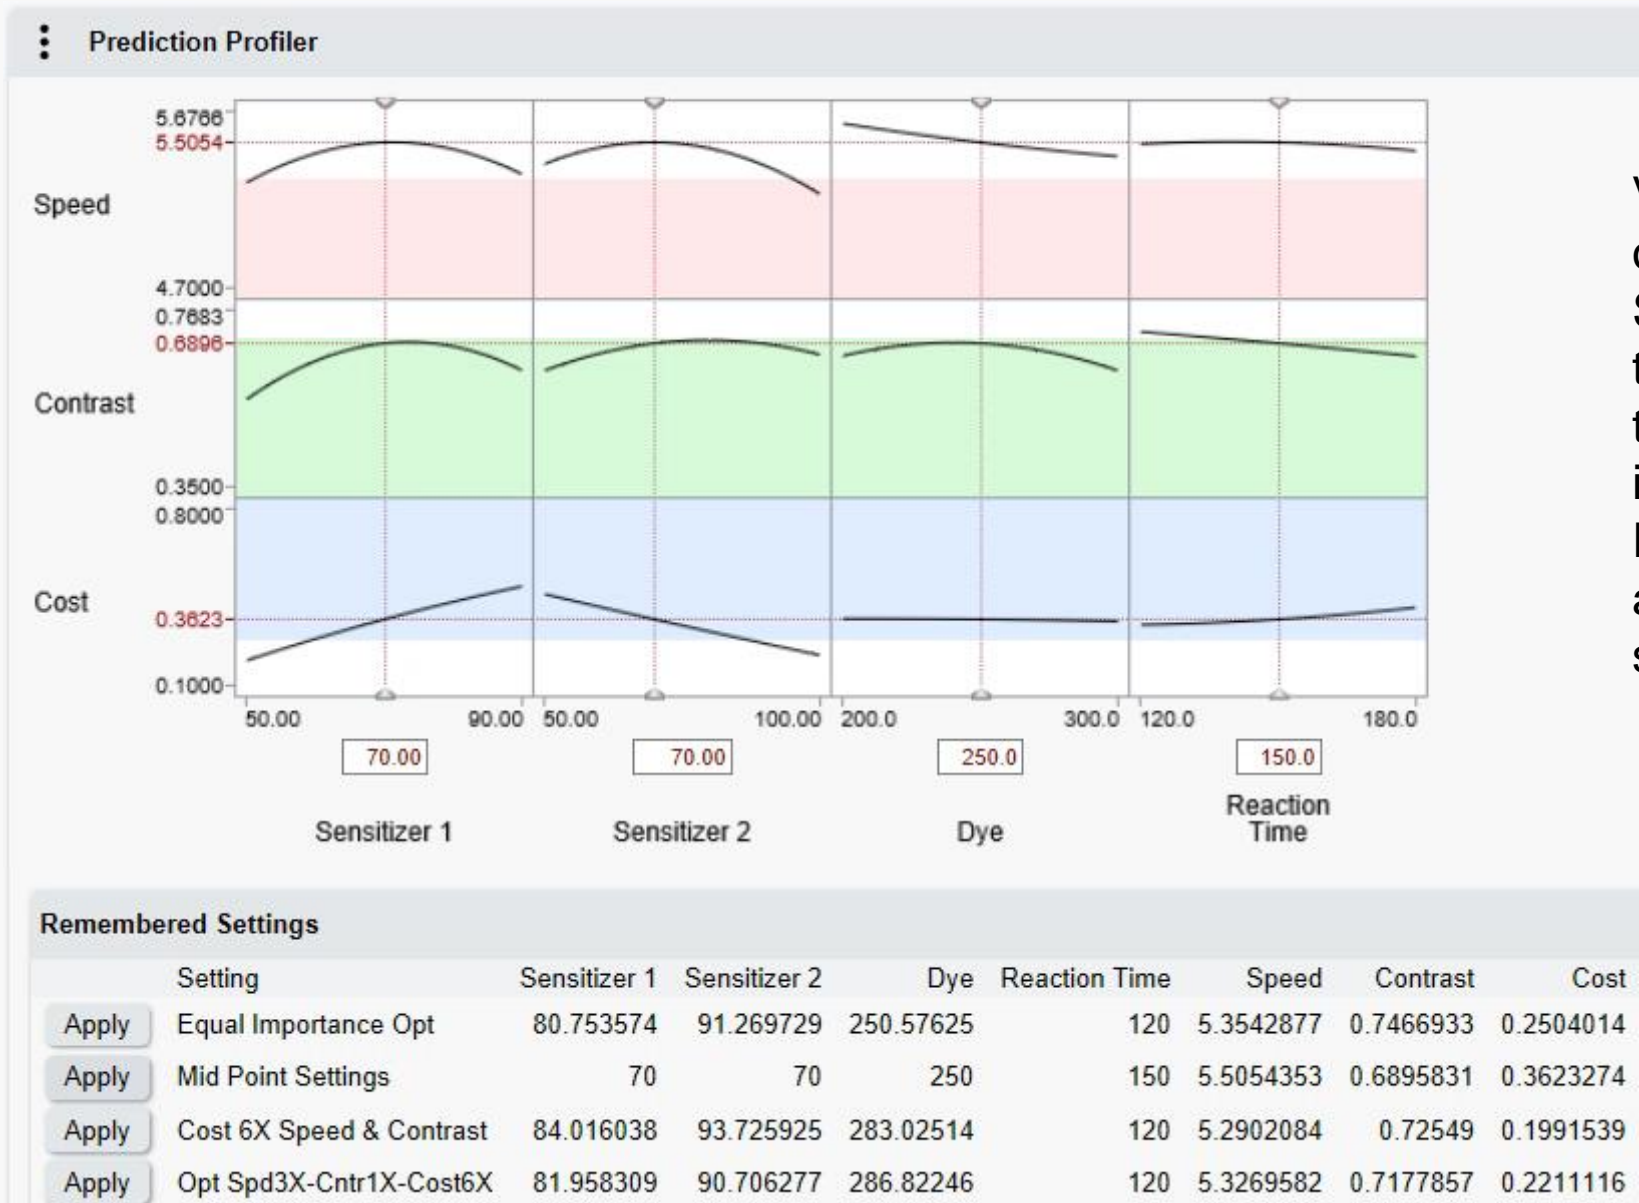 Prediction Profiler
5.6766
5.5054
Speed
4.7000
0.7683
0.6896
Contrast
0.3500
0.8000
Cost
0.3623
0.1000
50.00 90.00 50.00 100.00 200.0 300.0 120.0 180.0
70.00 70.00 250.0 150.0
Sensitizer 1 Sensitizer 2 Dye Reaction Time
Remembered Settings
Setting Sensitizer 1 Sensitizer 2 Dye Reaction Time Speed Contrast Cost
Apply Equal Importance Opt 80.753574 91.269729 250.57625 120 5.3542877 0.7466933 0.2504014
Apply Mid Point Settings 70 70 250 150 5.5054353 0.6895831 0.3623274
Apply Cost 6X Speed & Contrast 84.016038 93.725925 283.02514 120 5.2902084 0.72549 0.1991539
Apply Opt Spd3X-Cntr1X-Cost6X 81.958309 90.706277 286.82246 120 5.3269582 0.7177857 0.2211116